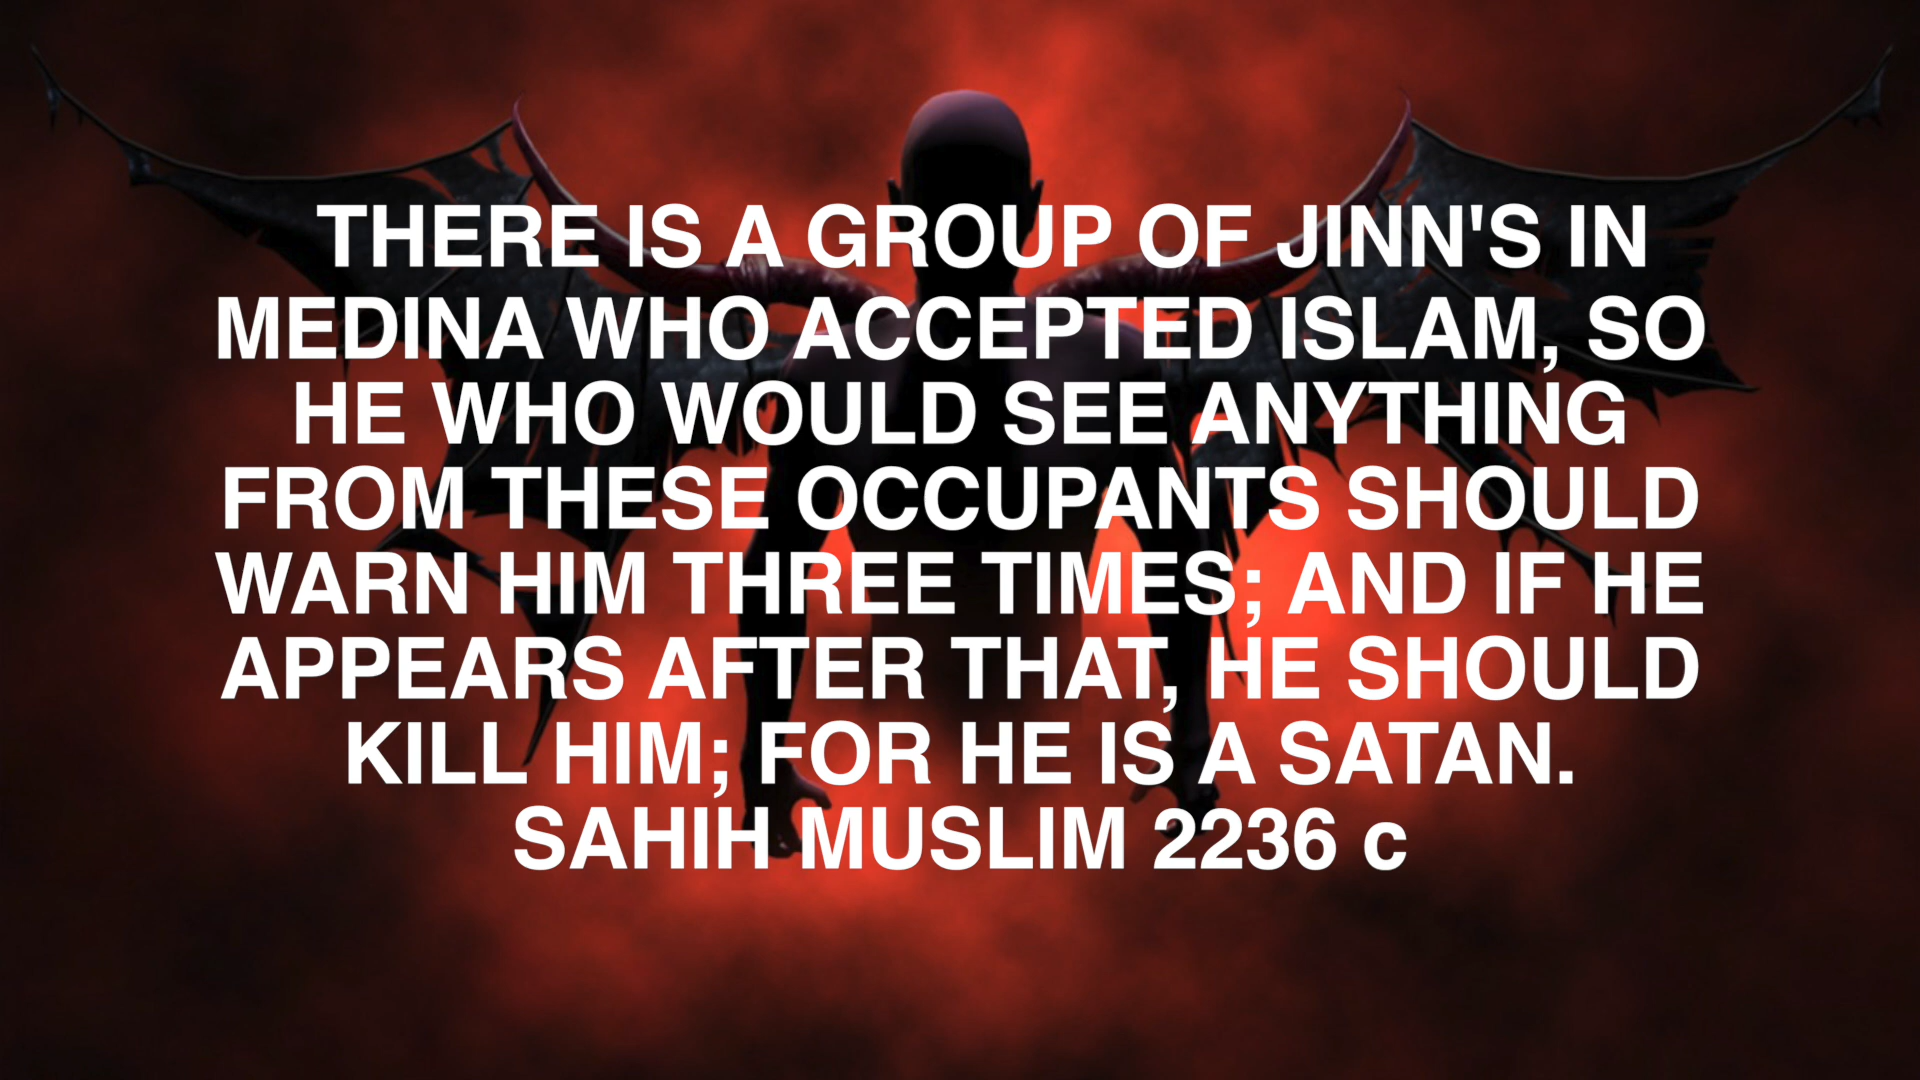 THERE IS A GROUP OF JINN'S IN
MEDINA WHO ACCEPTED ISLAM, SO
HE WHO WOULD SEE ANYTHING
FROM THESE OCCUPANTS SHOULD
WARN HIM THREE TIMES; AND IF HE
APPEARS AFTER THAT, HE SHOULD
KILL HIM; FOR HE IS A SATAN.
SAHIH MUSLIM 2236 c